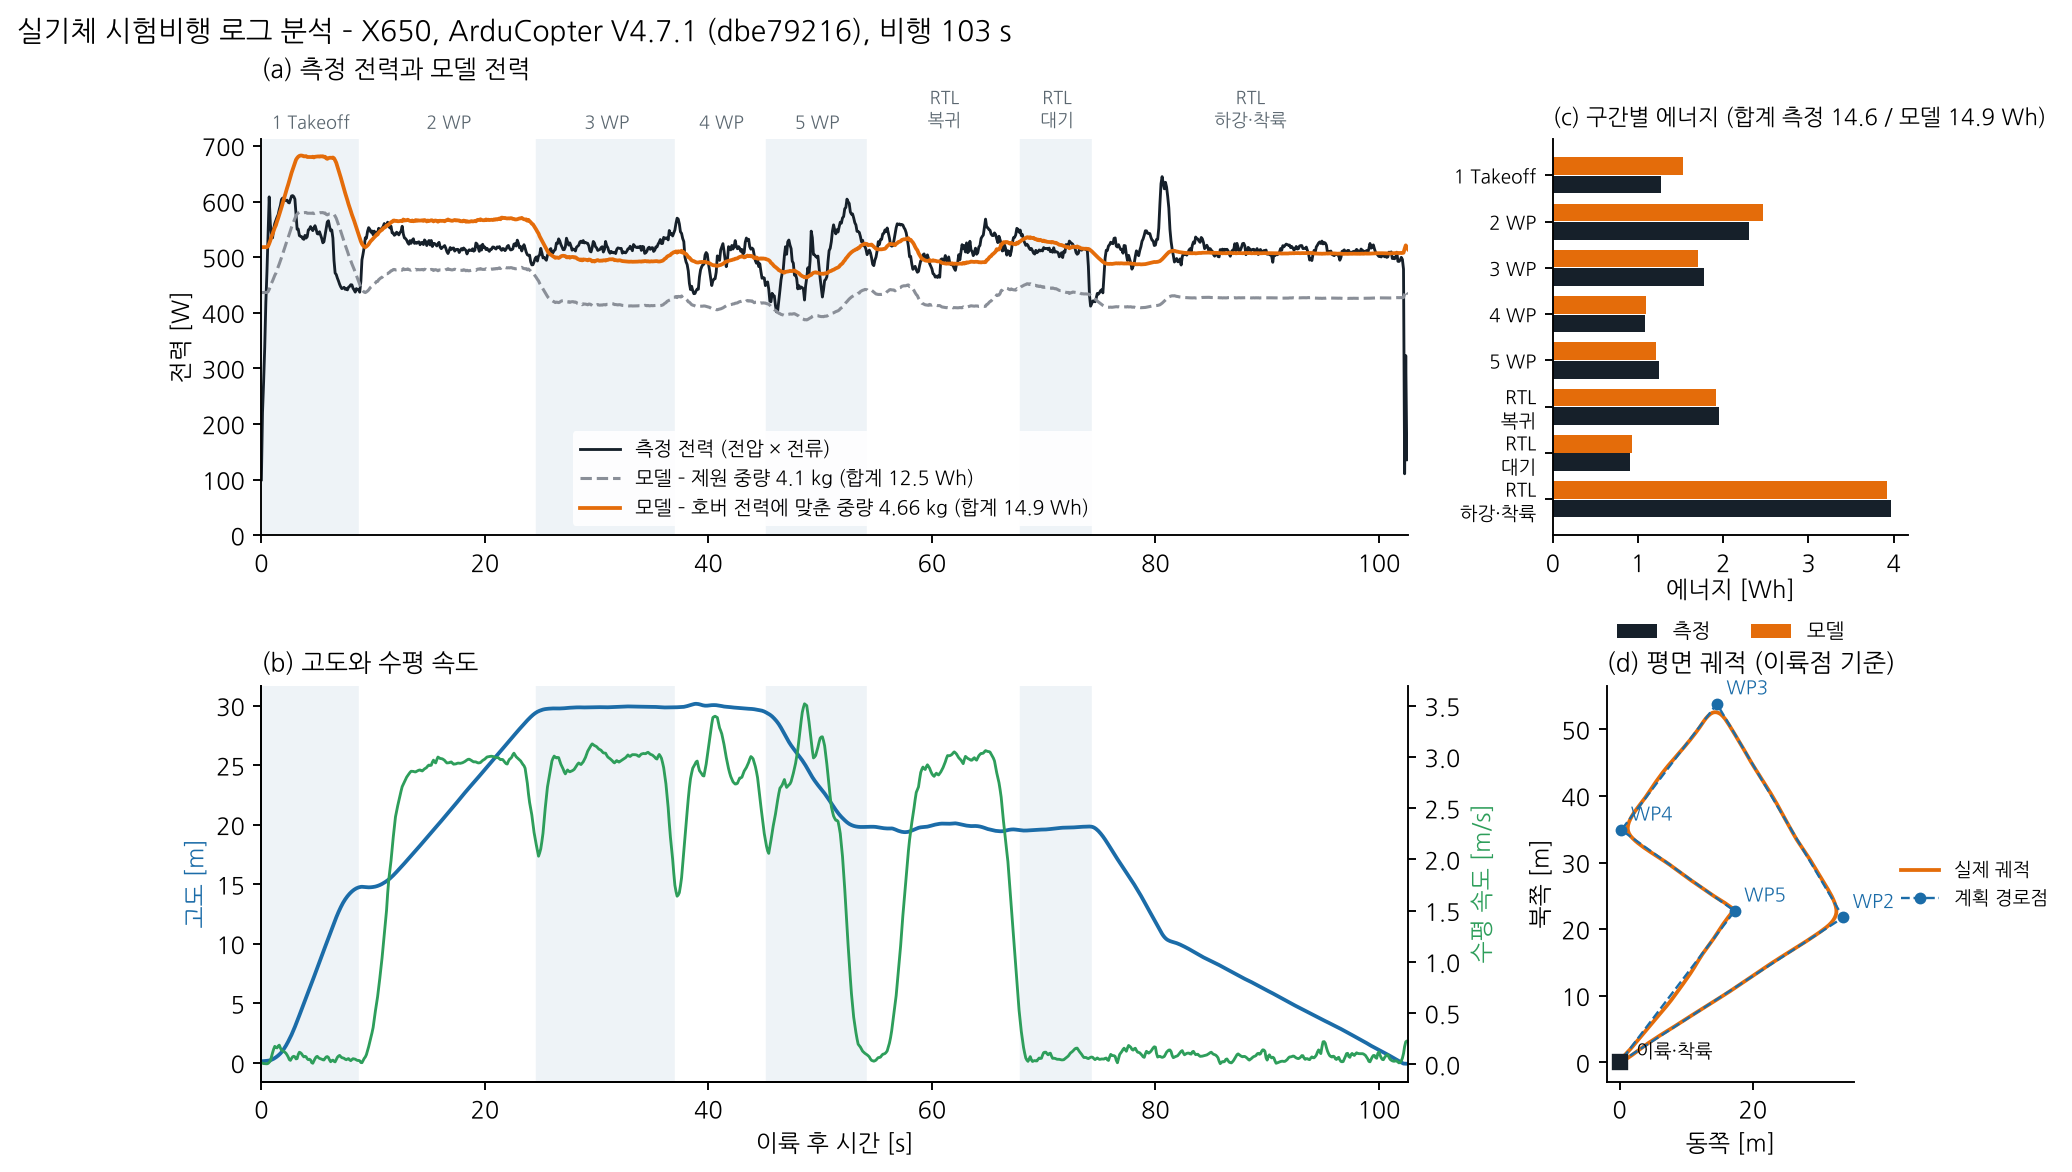 실기체 시험비행 로그 분석 - X650, ArduCopter V4.7.1 (dbe79216), 비행 103 s
(a) 측정 전력과 모델 전력
1 Takeoff
2 WP
3 WP
4 WP
5 WP
RTL
복귀
RTL
대기
RTL
하강·착륙
전력 [W]
700
600
500
400
300
200
100
0
측정 전력 (전압 × 전류)
모델 - 제원 중량 4.1 kg (합계 12.5 Wh)
모델 - 호버 전력에 맞춘 중량 4.66 kg (합계 14.9 Wh)
0 20 40 60 80 100
(c) 구간별 에너지 (합계 측정 14.6 / 모델 14.9 Wh)
1 Takeoff
2 WP
3 WP
4 WP
5 WP
RTL
복귀
RTL
대기
RTL
하강·착륙
0 1 2 3 4
에너지 [Wh]
측정 모델
(b) 고도와 수평 속도
고도 [m]
30
25
20
15
10
5
0
3.5
3.0
2.5
2.0
1.5
1.0
0.5
0.0
수평 속도 [m/s]
0 20 40 60 80 100
이륙 후 시간 [s]
(d) 평면 궤적 (이륙점 기준)
북쪽 [m]
50
40
30
20
10
0
WP3
WP4
WP5
WP2
이륙·착륙
실제 궤적
계획 경로점
0 20
동쪽 [m]